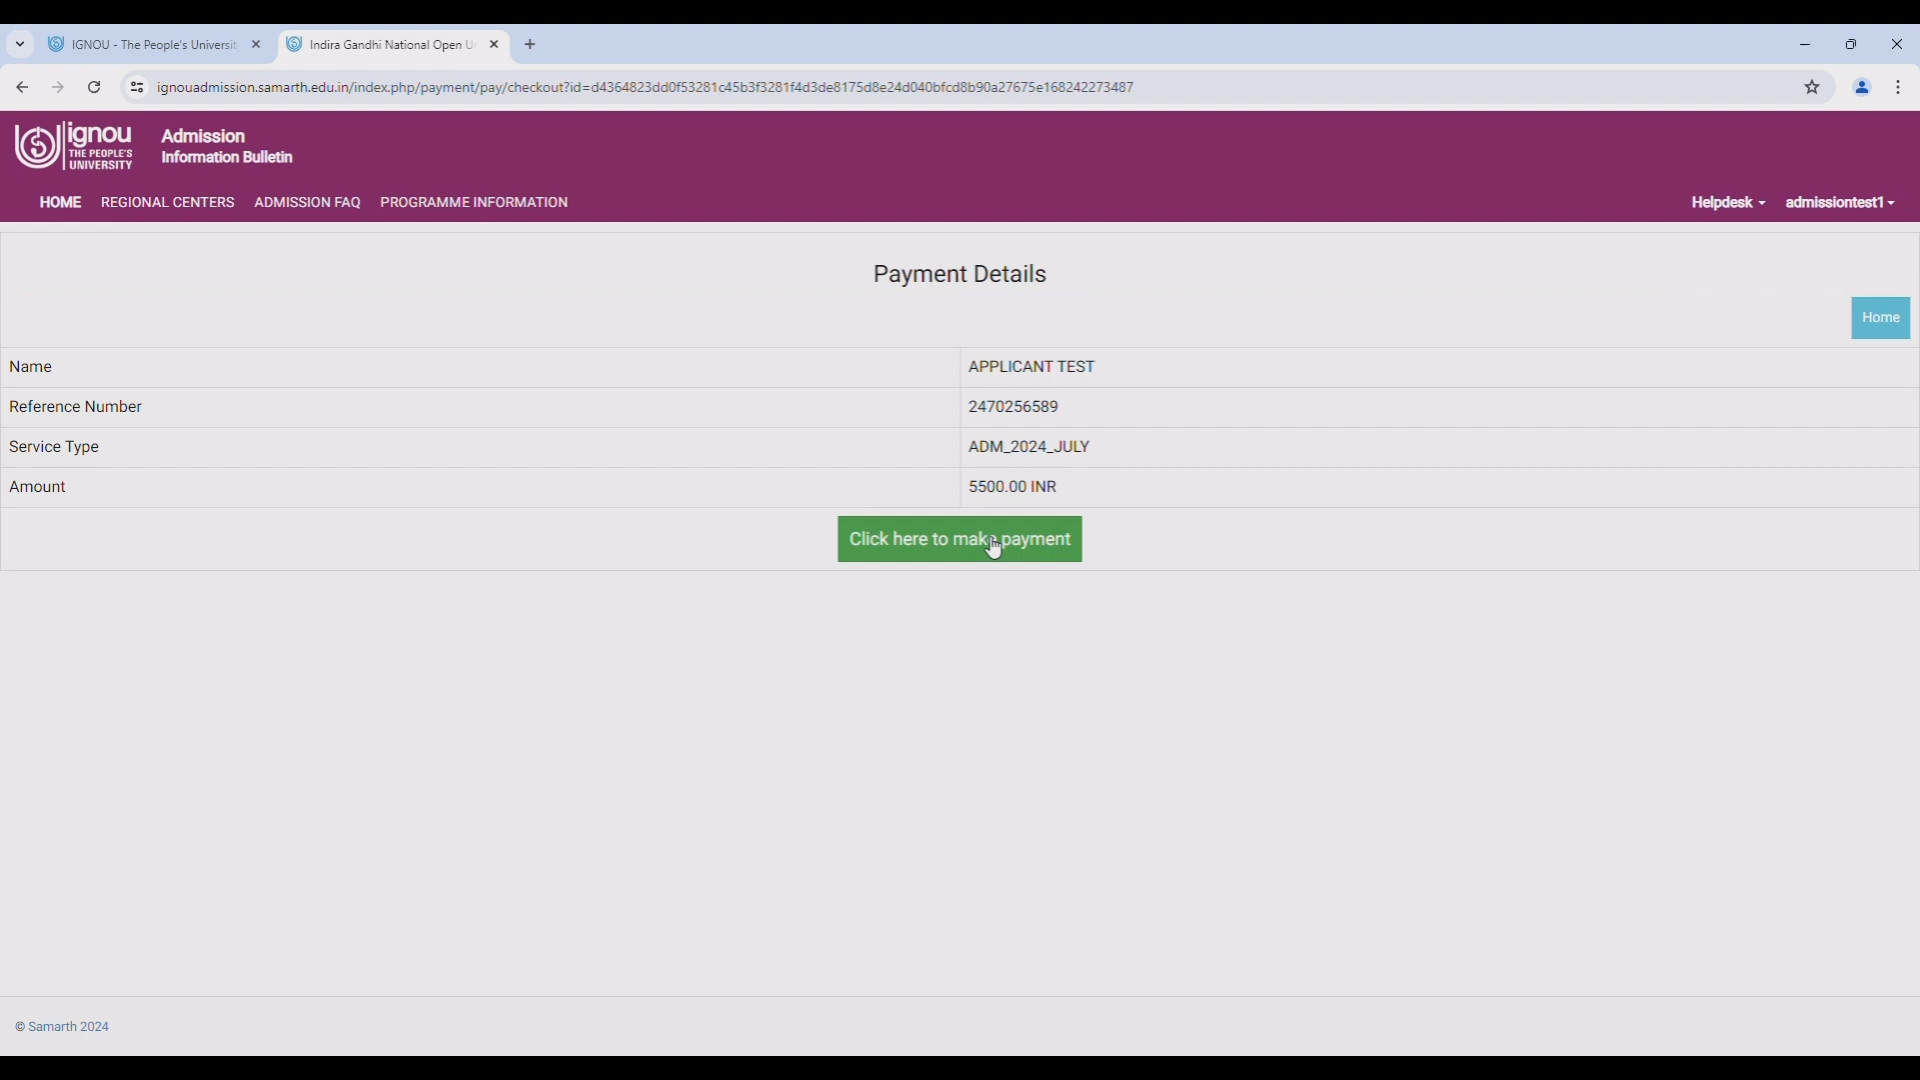 IGNOU - The People's Universit
Indira Gandhi National Open U
ignouadmission.samarth.edu.in/index.php/payment/pay/checkout?id=d4364823dd0f53281c45b3f3281f4d3de8175d8e24d040bfcd8b90a27675e168242273487
ignou
THE PEOPLE'S
UNIVERSITY
Admission
Information Bulletin
HOME REGIONAL CENTERS ADMISSION FAQ PROGRAMME INFORMATION Helpdesk admissiontest1
Payment Details
Home
Name APPLICANT TEST
Reference Number 2470256589
Service Type ADM_2024_JULY
Amount 5500.00 INR
Click here to make payment
© Samarth 2024